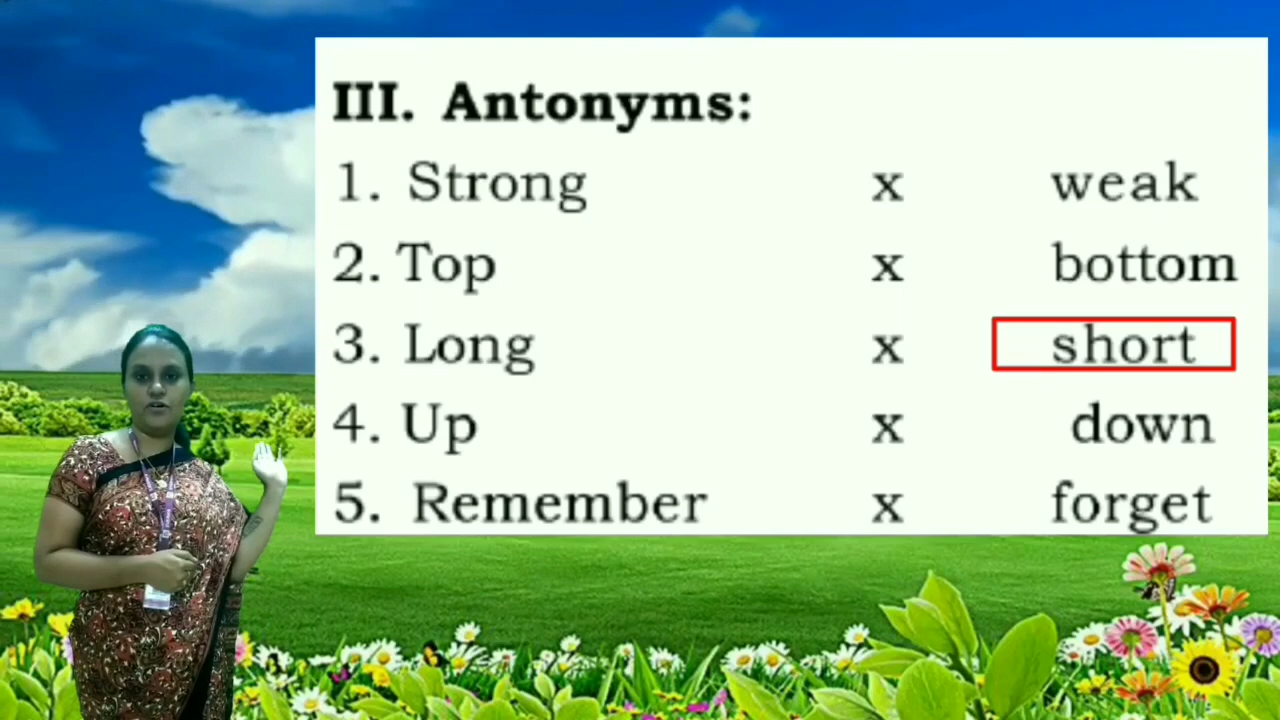 III. Antonyms:
1. Strong x weak
2. Top x bottom
3. Long x short
4. Up x down
5. Remember x forget